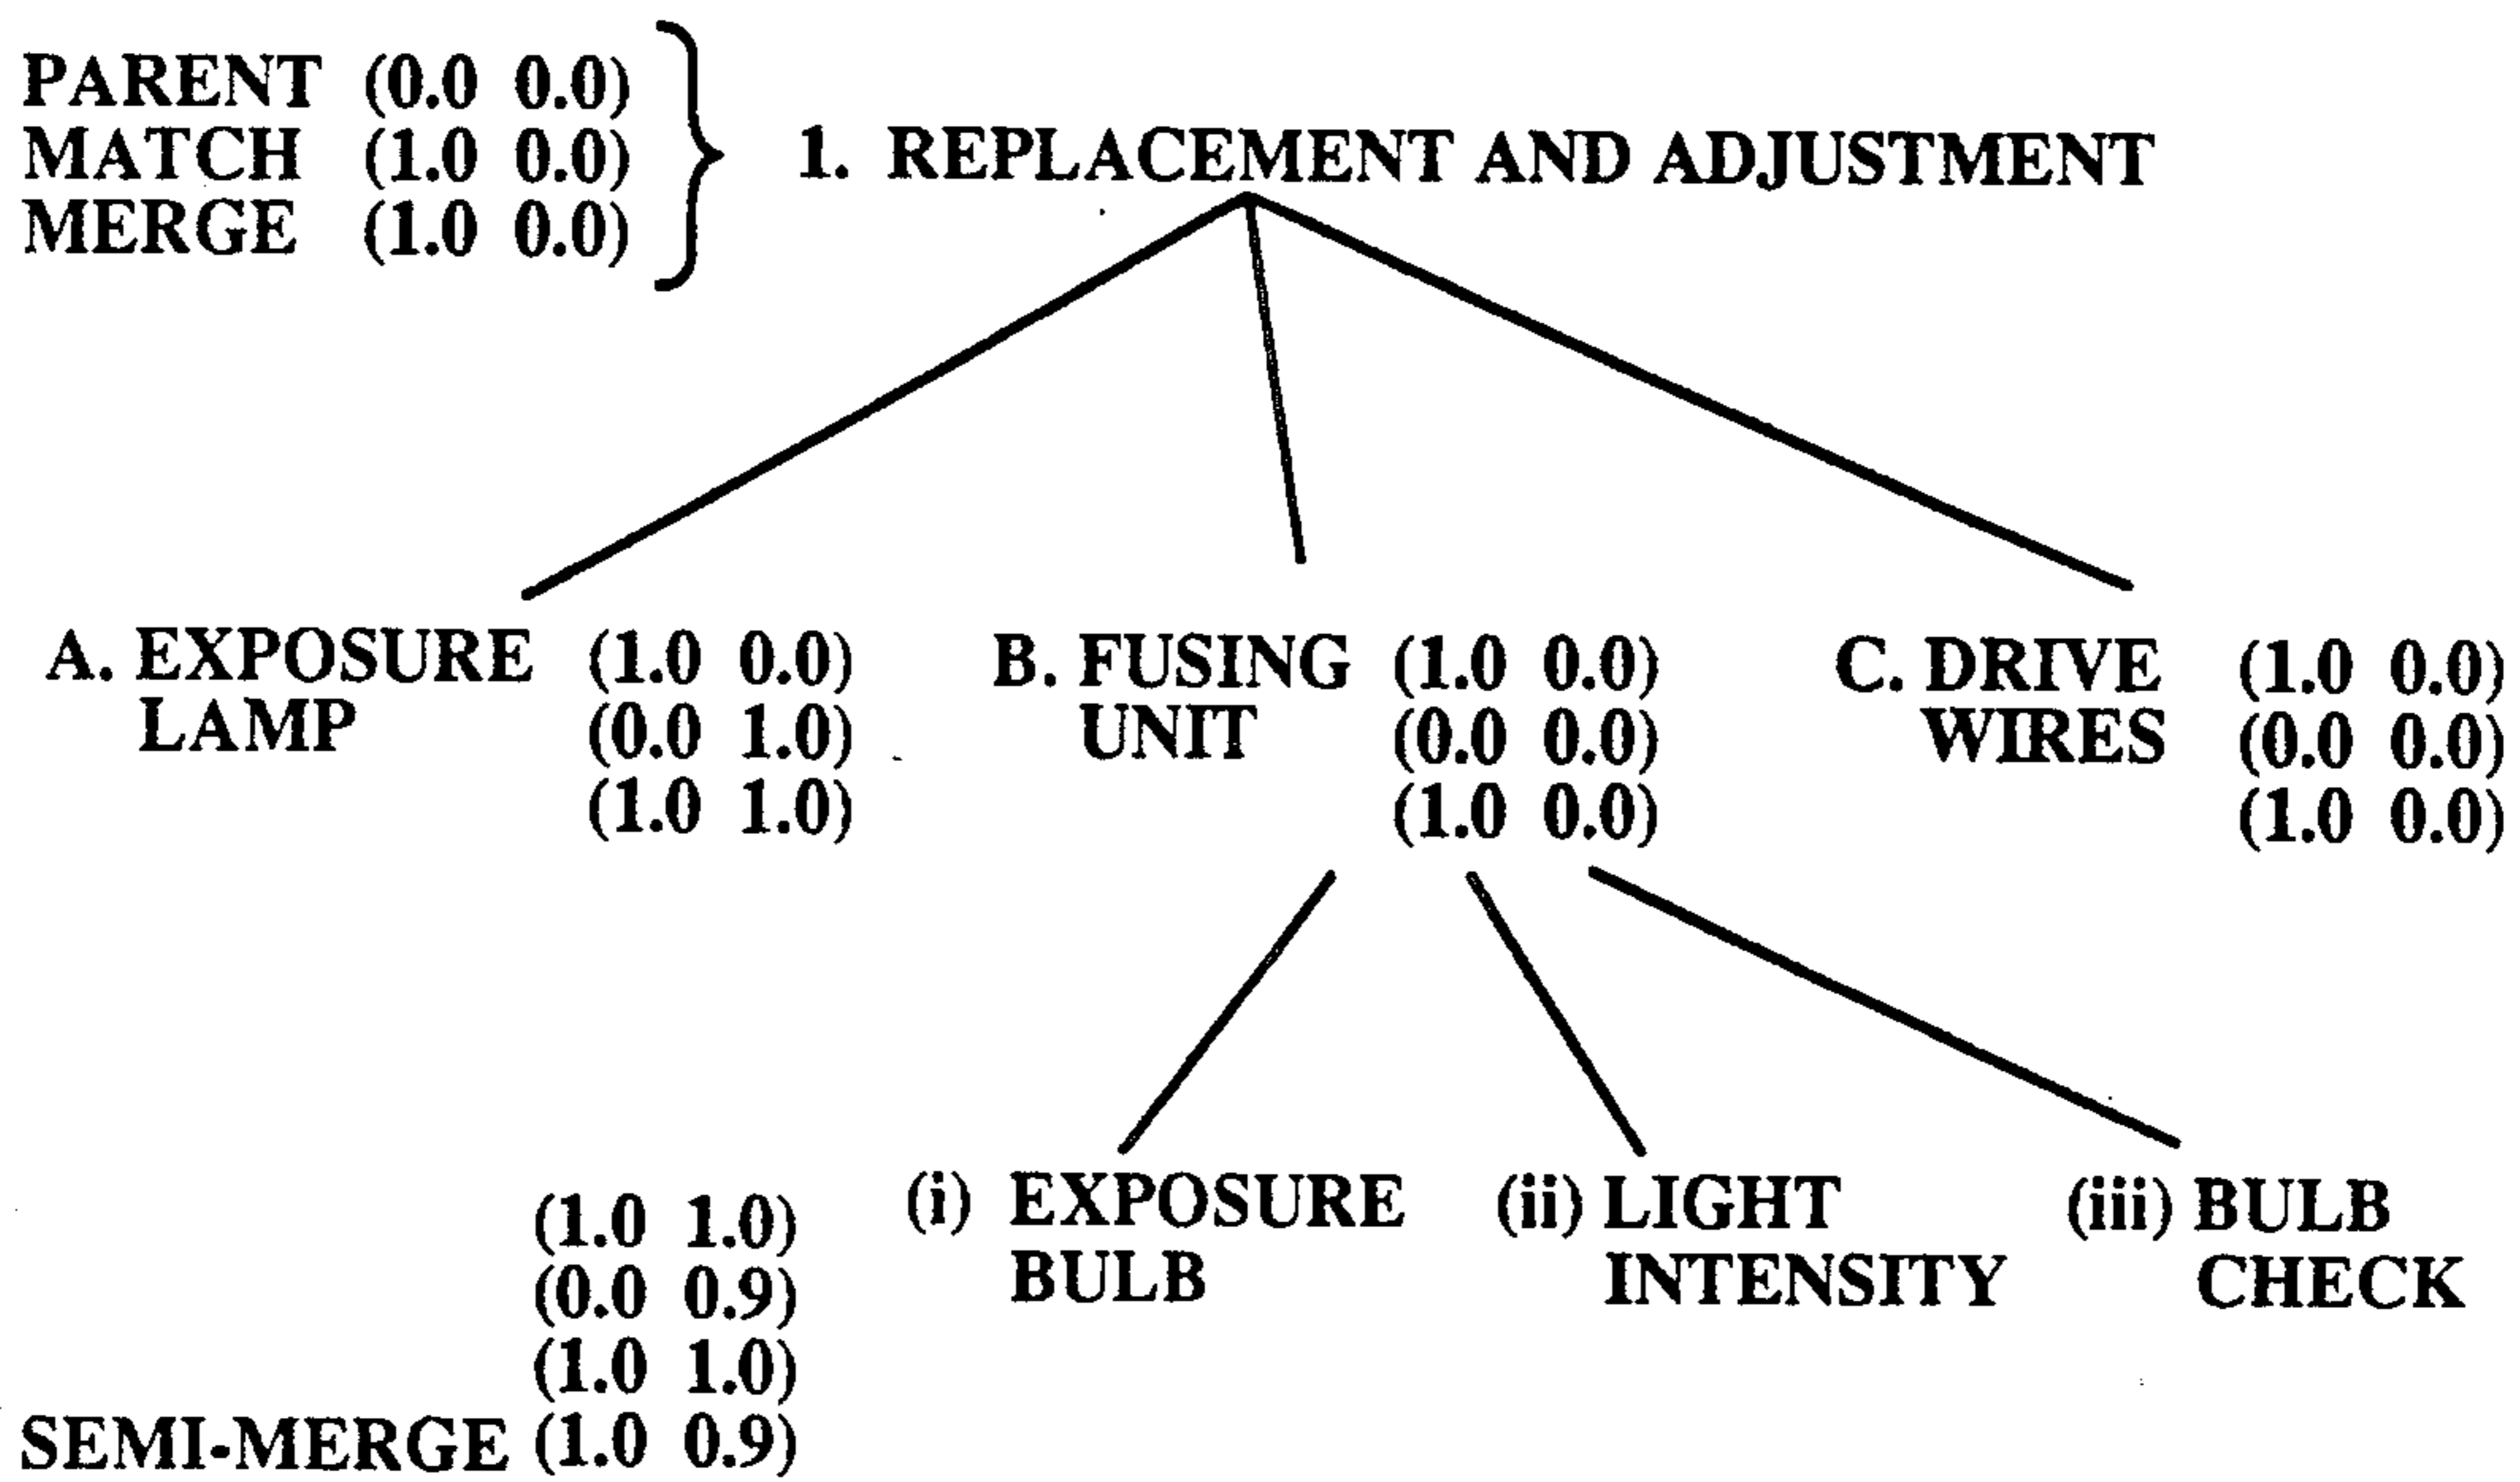 PARENT (0.0 0.0)
MATCH (1.0 0.0)
MERGE (1.0 0.0)
1. REPLACEMENT AND ADJUSTMENT
A. EXPOSURE (1.0 0.0)
LAMP (0.0 1.0)
(1.0 1.0)
B. FUSING (1.0 0.0)
UNIT (0.0 0.0)
(1.0 0.0)
C. DRIVE (1.0 0.0)
WIRES (0.0 0.0)
(1.0 0.0)
(1.0 1.0)
(0.0 0.9)
(1.0 1.0)
SEMI-MERGE (1.0 0.9)
(i) EXPOSURE
BULB
(ii) LIGHT
INTENSITY
(iii) BULB
CHECK